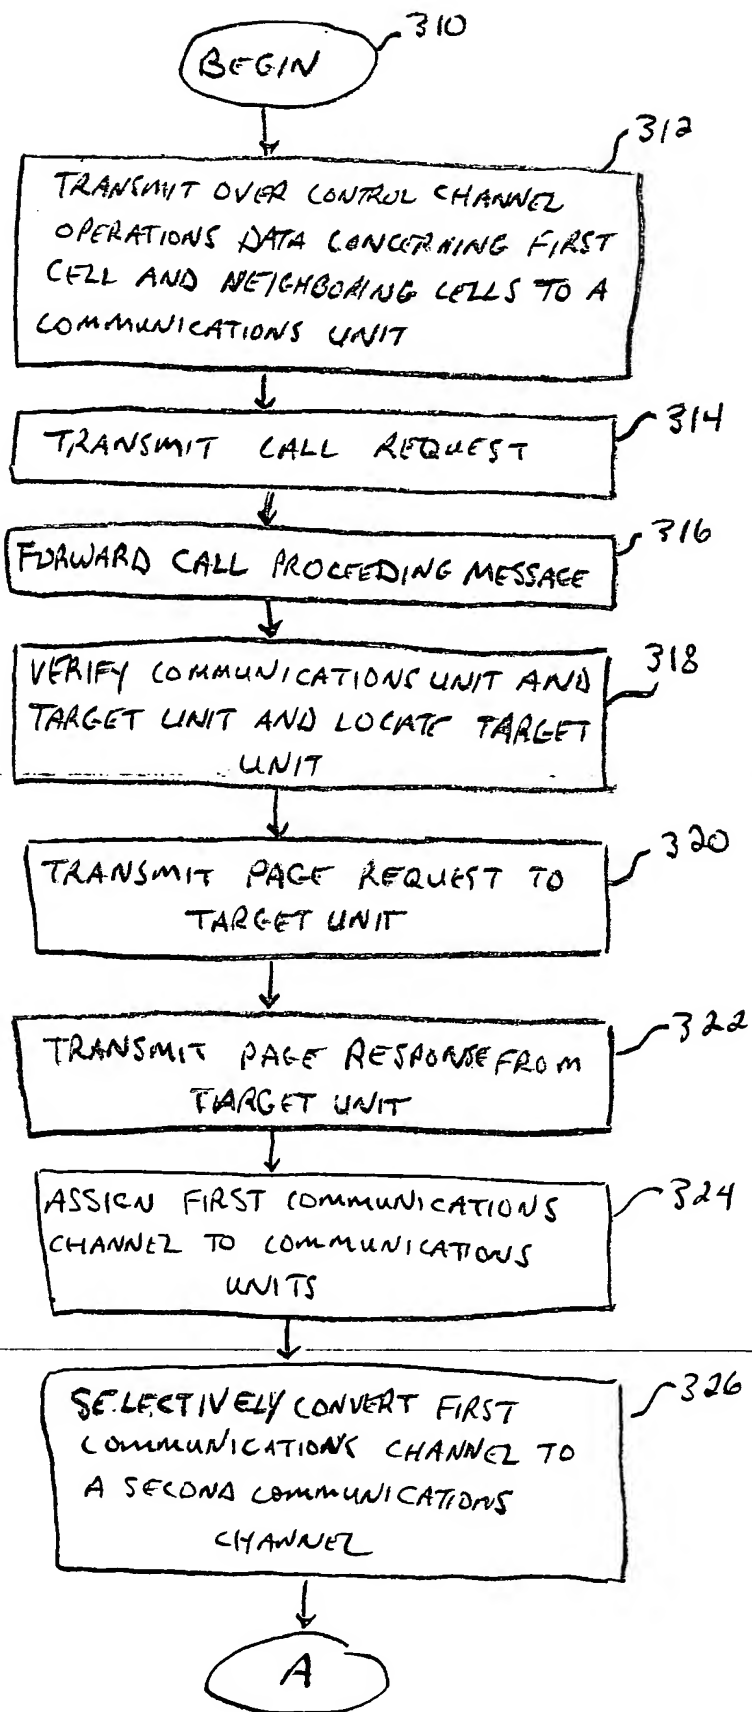 310
BEGIN
312
TRANSMIT OVER CONTROL CHANNEL
OPERATIONS DATA CONCERNING FIRST
CELL AND NEIGHBORING CELLS TO A
COMMUNICATIONS UNIT
314
TRANSMIT CALL REQUEST
316
FORWARD CALL PROCEEDING MESSAGE
VERIFY COMMUNICATIONS UNIT AND
318
TARGET UNIT AND LOCATE TARGET
UNIT
320
TRANSMIT PAGE REQUEST TO
TARGET UNIT
322
TRANSMIT PAGE RESPONSE FROM
TARGET UNIT
324
ASSIGN FIRST COMMUNICATIONS
CHANNEL TO COMMUNICATIONS
UNITS
326
SELECTIVELY CONVERT FIRST
COMMUNICATIONS CHANNEL TO
A SECOND COMMUNICATIONS
CHANNEL
A